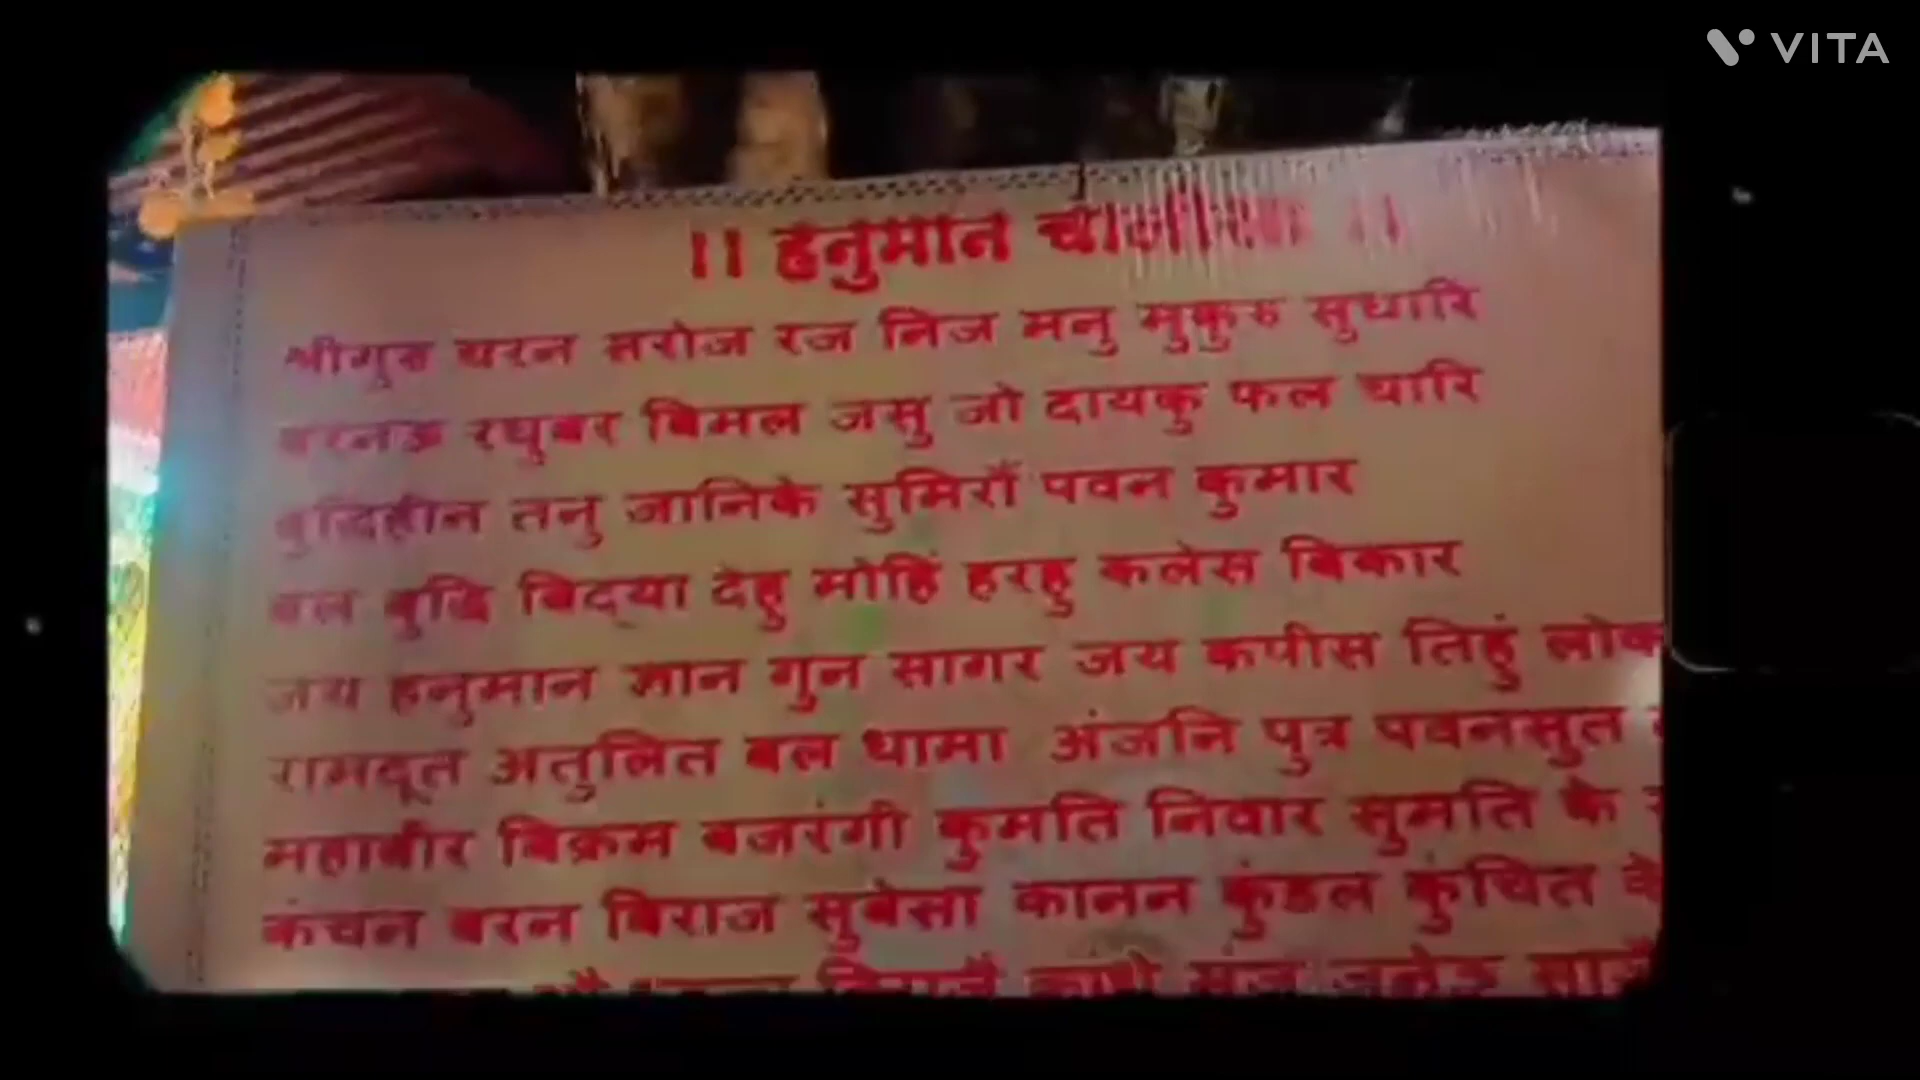 VITA
।। हनुमान चालीसा ।।
श्रीगुरु चरन सरोज रज निज मनु मुकुरु सुधारि
बरनऊ रघुबर बिमल जसु जो दायकु फल चारि
बुद्धिहीन तनु जानिके सुमिरौं पवन कुमार
बल बुद्धि बिद्‌या देहु मोहिं हरहु कलेस बिकार
जय हनुमान ज्ञान गुन सागर जय कपीस तिहुं लोक
रामदूत अतुलित बल धामा अंजनि पुत्र पवनसुत
महाबीर बिक्रम बजरंगी कुमति निवार सुमति के
कंचन बरन बिराज सुबेसा कानन कुंडल कुंचित